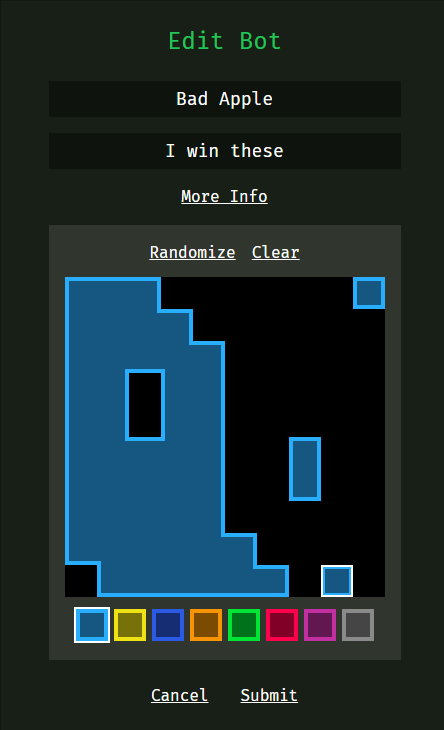 Edit Bot
Bad Apple
I win these
More Info
Randomize Clear
Cancel Submit